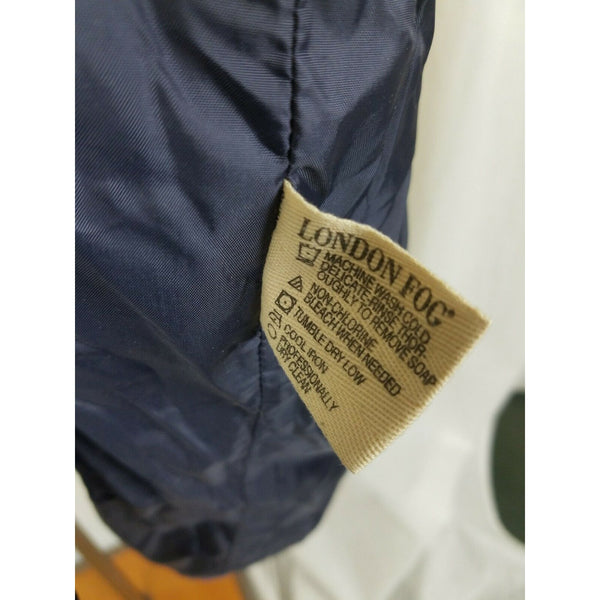 LONDON FOG®
MACHINE WASH COLD,
DELICATE, RINSE THOR-
OUGHLY TO REMOVE SOAP
NON-CHLORINE
BLEACH WHEN NEEDED
TUMBLE DRY LOW
COOL IRON
PROFESSIONALLY
DRY CLEAN